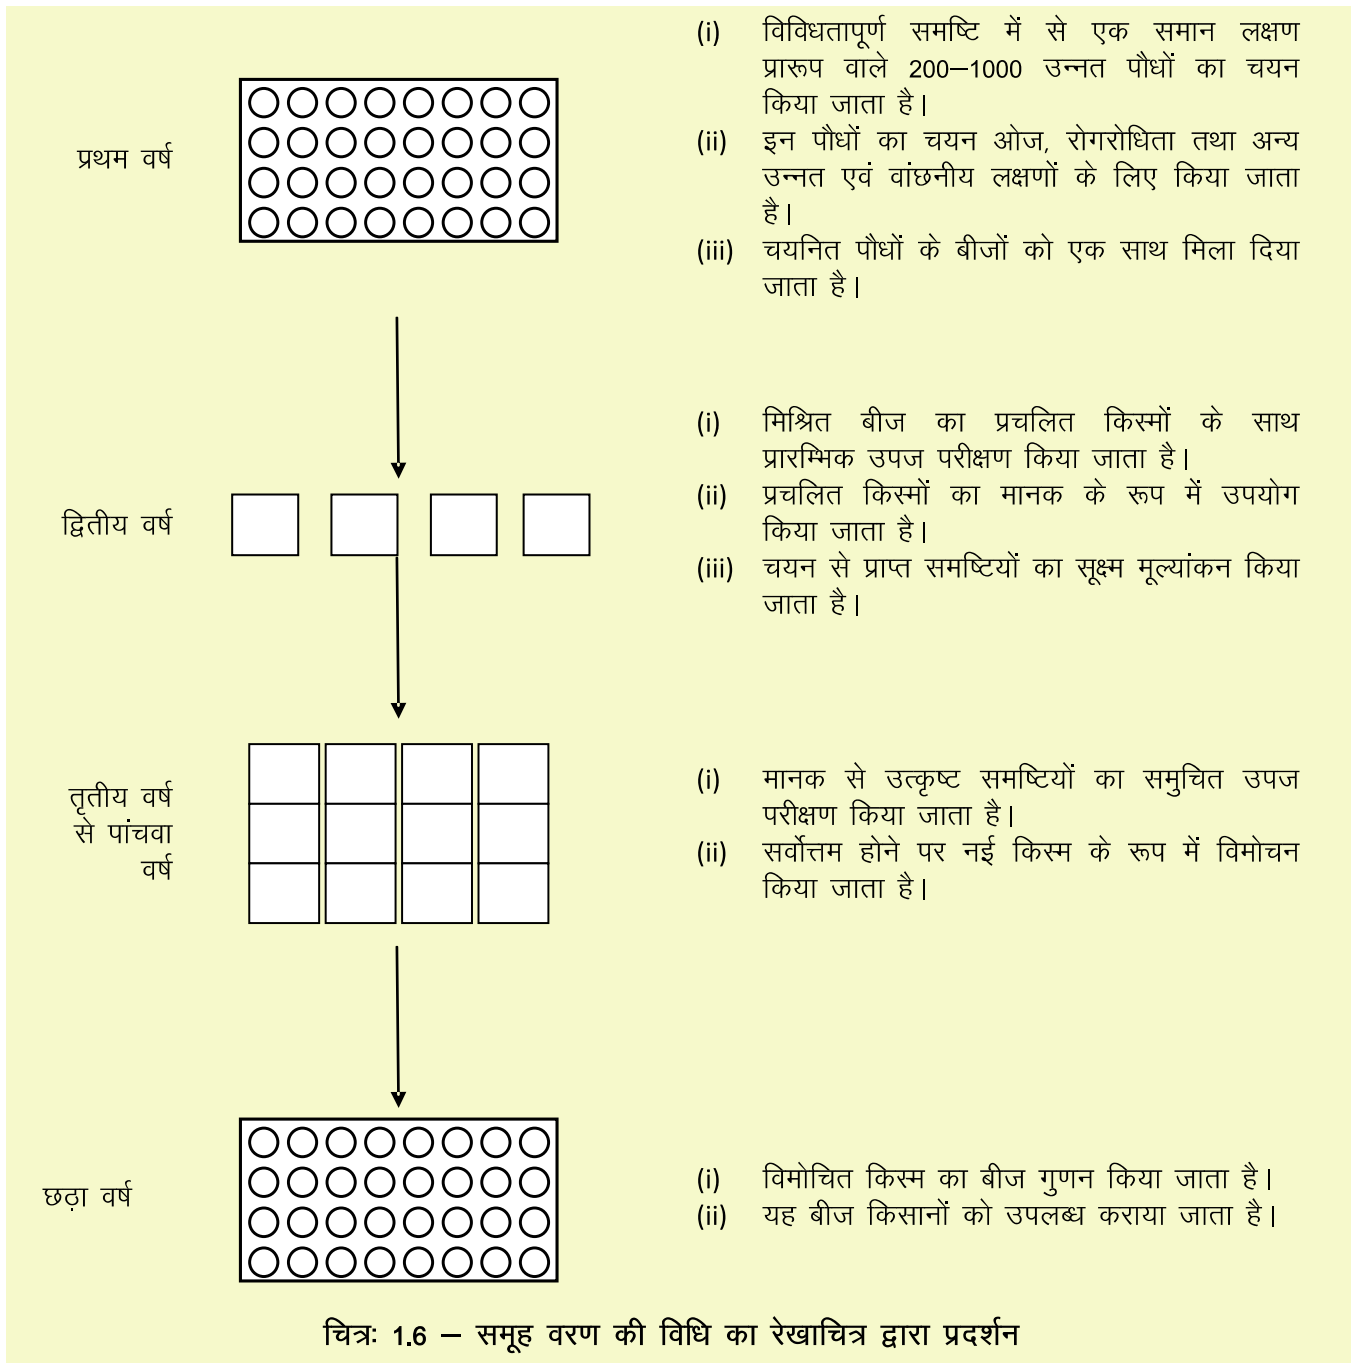 (i) विविधतापूर्ण समष्टि में से एक समान लक्षण
प्रारूप वाले 200–1000 उन्नत पौधों का चयन
किया जाता है।
प्रथम वर्ष
(ii) इन पौधों का चयन ओज, रोगरोधिता तथा अन्य
उन्नत एवं वांछनीय लक्षणों के लिए किया जाता
है।
(iii) चयनित पौधों के बीजों को एक साथ मिला दिया
जाता है।
द्वितीय वर्ष
(i) मिश्रित बीज का प्रचलित किस्मों के साथ
प्रारम्भिक उपज परीक्षण किया जाता है।
(ii) प्रचलित किस्मों का मानक के रूप में उपयोग
किया जाता है।
(iii) चयन से प्राप्त समष्टियों का सूक्ष्म मूल्यांकन किया
जाता है।
तृतीय वर्ष
से पांचवा
वर्ष
(i) मानक से उत्कृष्ट समष्टियों का समुचित उपज
परीक्षण किया जाता है।
(ii) सर्वोत्तम होने पर नई किस्म के रूप में विमोचन
किया जाता है।
छठ़ा वर्ष
(i) विमोचित किस्म का बीज गुणन किया जाता है।
(ii) यह बीज किसानों को उपलब्ध कराया जाता है।
चित्रः 1.6 – समूह वरण की विधि का रेखाचित्र द्वारा प्रदर्शन